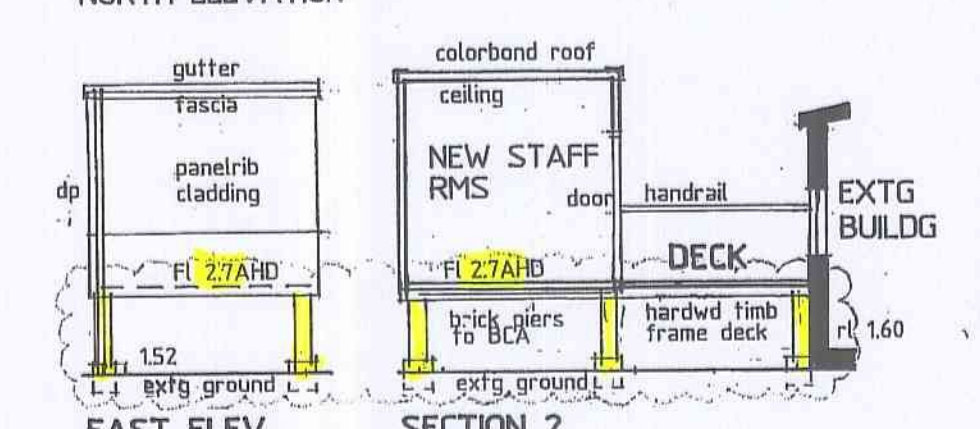 NORTH ELEVATION
gutter
fascia
panelrib
cladding
dp
Fl 2.7AHD
1.52
extg ground
EAST ELEV
colorbond roof
ceiling
NEW STAFF
RMS
door
handrail
EXTG
BUILDG
DECK
Fl 2.7AHD
brick piers
to BCA
hardwd timb
frame deck
rl 1.60
extg ground
SECTION 2